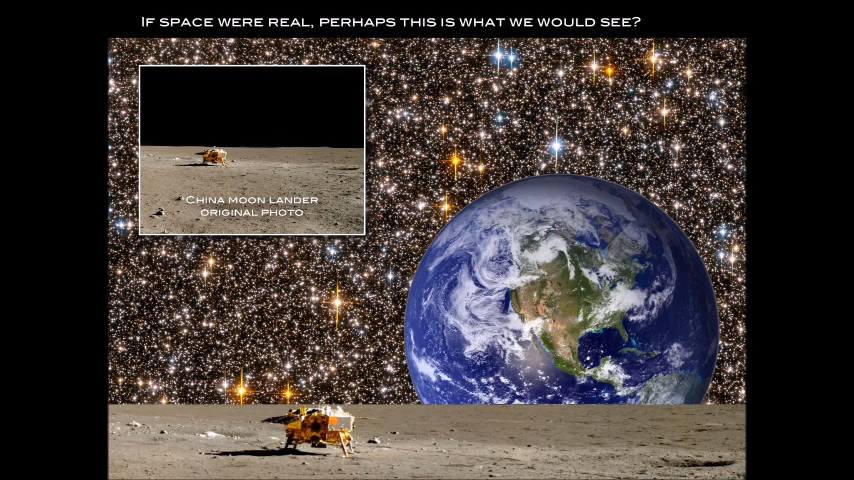 If space were real, perhaps this is what we would see?
*China moon lander
original photo